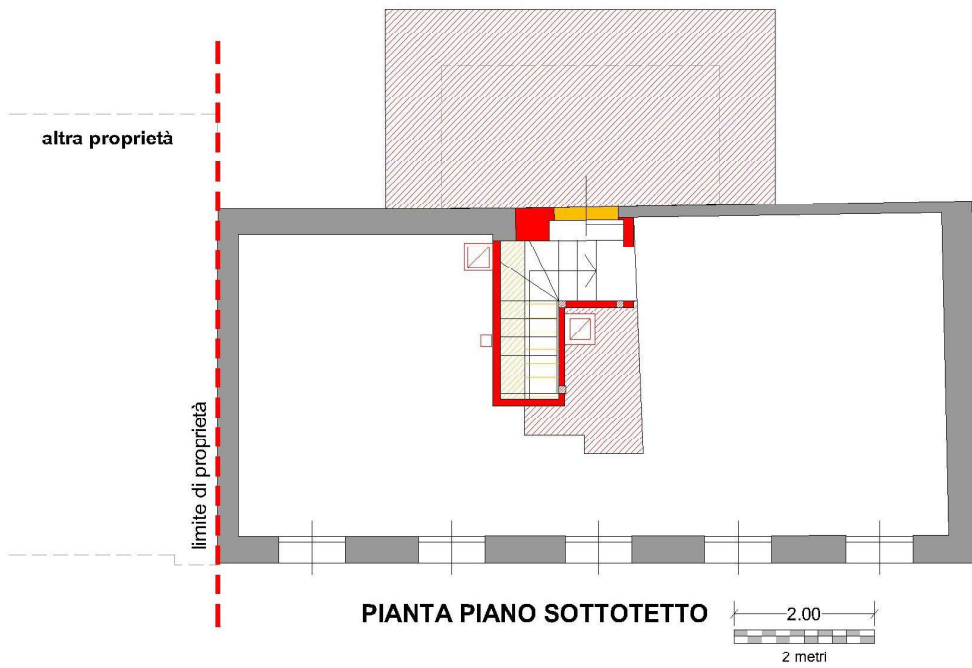 altra proprietà
limite di proprietà
PIANTA PIANO SOTTOTETTO
2.00
2 metri